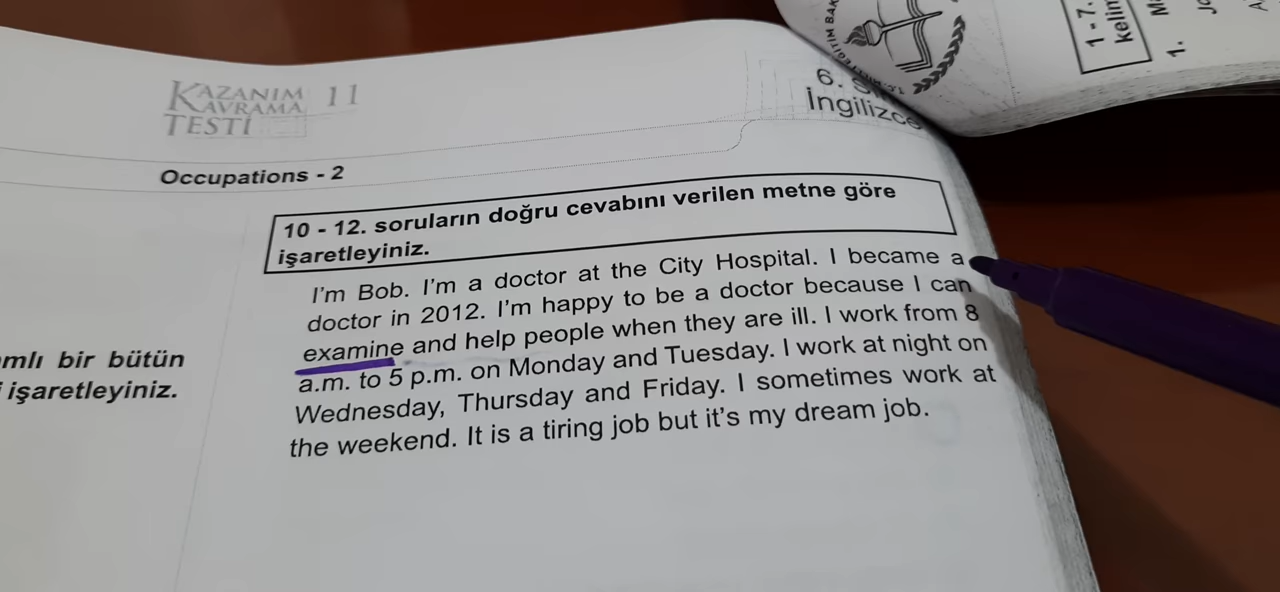 KAZANIM
KAVRAMA
TESTİ
11
6.
İngilizce
Occupations - 2
10 - 12. soruların doğru cevabını verilen metne göre
işaretleyiniz.
I'm Bob. I'm a doctor at the City Hospital. I became a
doctor in 2012. I'm happy to be a doctor because I can
examine and help people when they are ill. I work from 8
a.m. to 5 p.m. on Monday and Tuesday. I work at night on
Wednesday, Thursday and Friday. I sometimes work at
the weekend. It is a tiring job but it's my dream job.
bir bütün
işaretleyiniz.
1 - 7.
1.